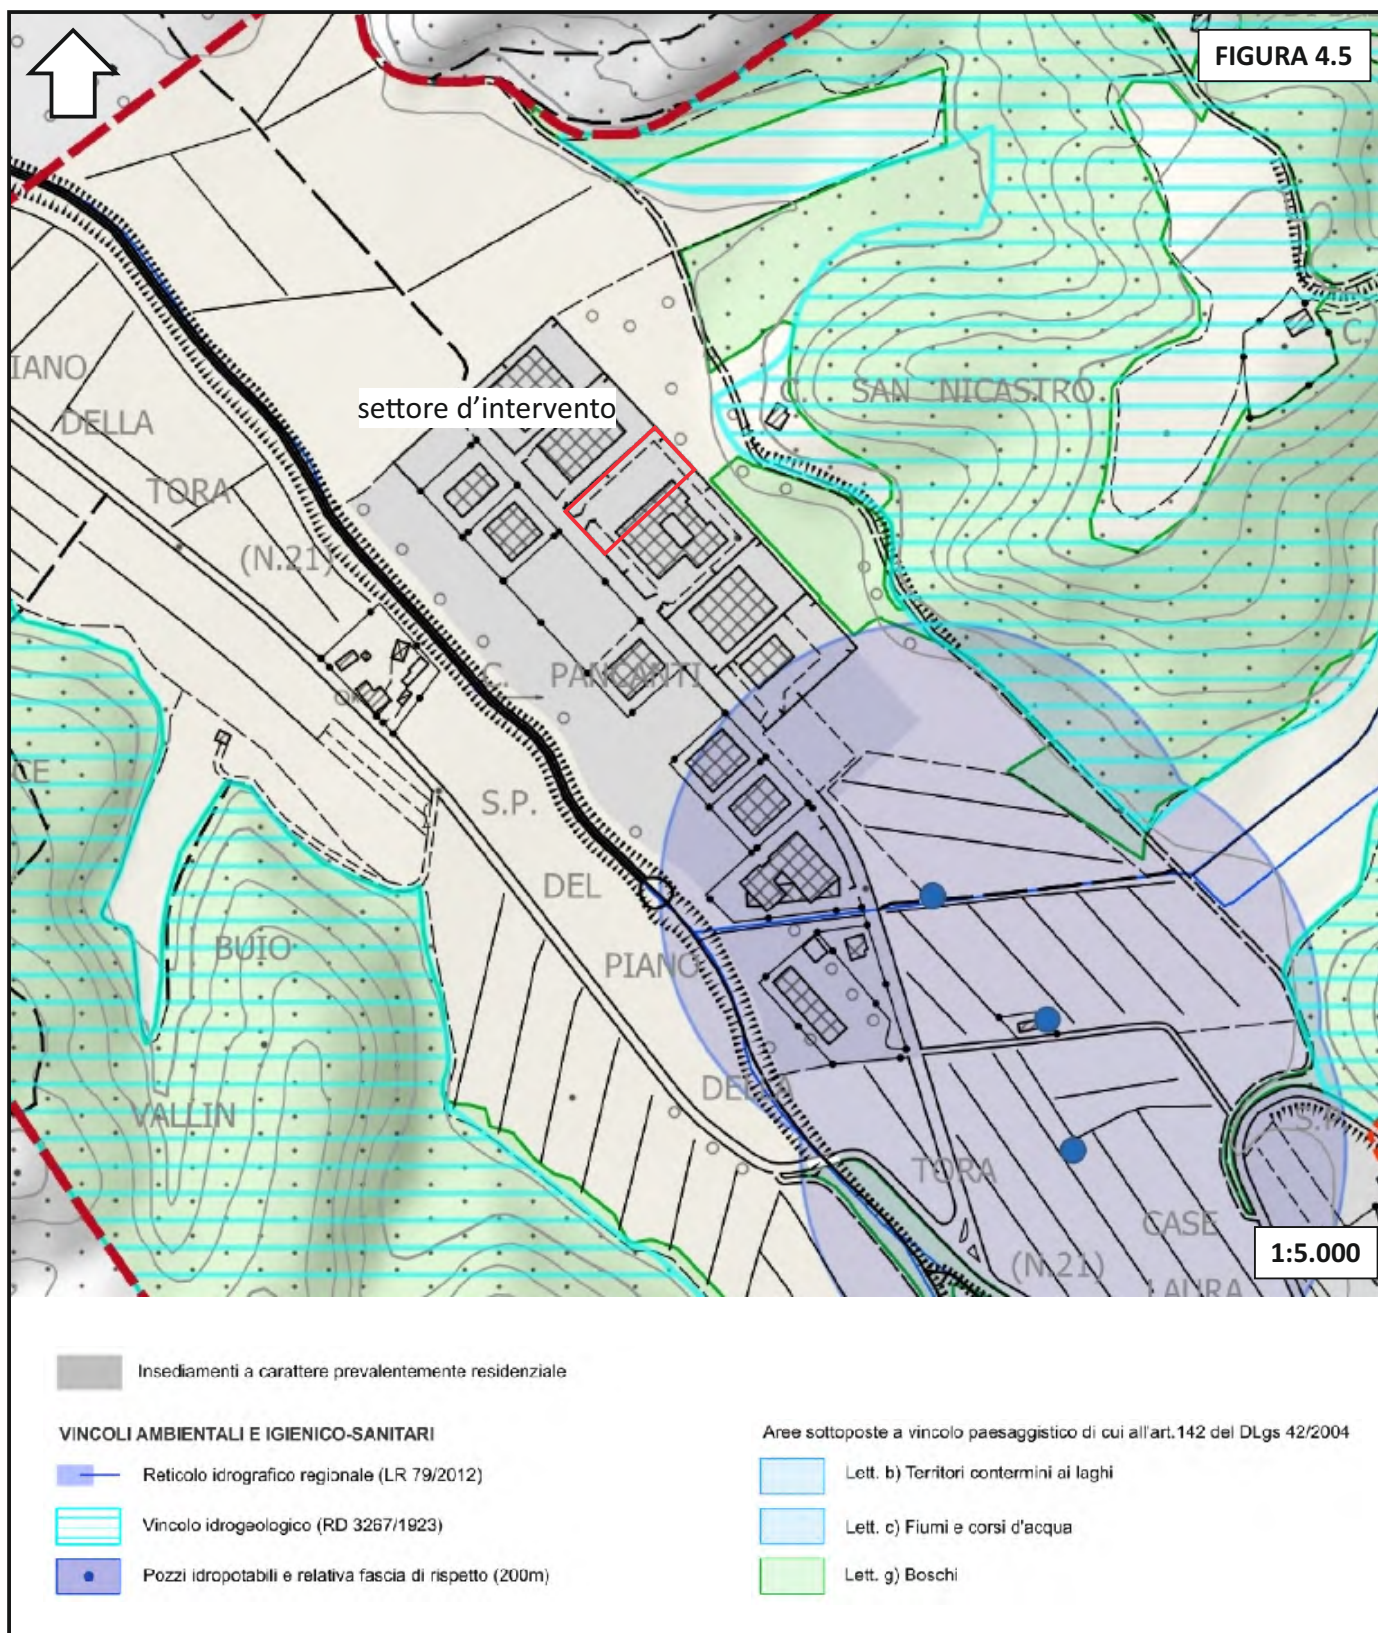 FIGURA 4.5
IANO
DELLA
TORA
(N.21)
settore d'intervento
C. SAN NICASTRO
C.
C. PANCANTI
S.P.
DEL
PIANO
DELLA
TORA
(N.21)
CE
BUIO
VALLIN
S.P.
CASE
LAURA
1:5.000
Insediamenti a carattere prevalentemente residenziale
VINCOLI AMBIENTALI E IGIENICO-SANITARI
Reticolo idrografico regionale (LR 79/2012)
Vincolo idrogeologico (RD 3267/1923)
Pozzi idropotabili e relativa fascia di rispetto (200m)
Aree sottoposte a vincolo paesaggistico di cui all'art.142 del DLgs 42/2004
Lett. b) Territori contermini ai laghi
Lett. c) Fiumi e corsi d'acqua
Lett. g) Boschi